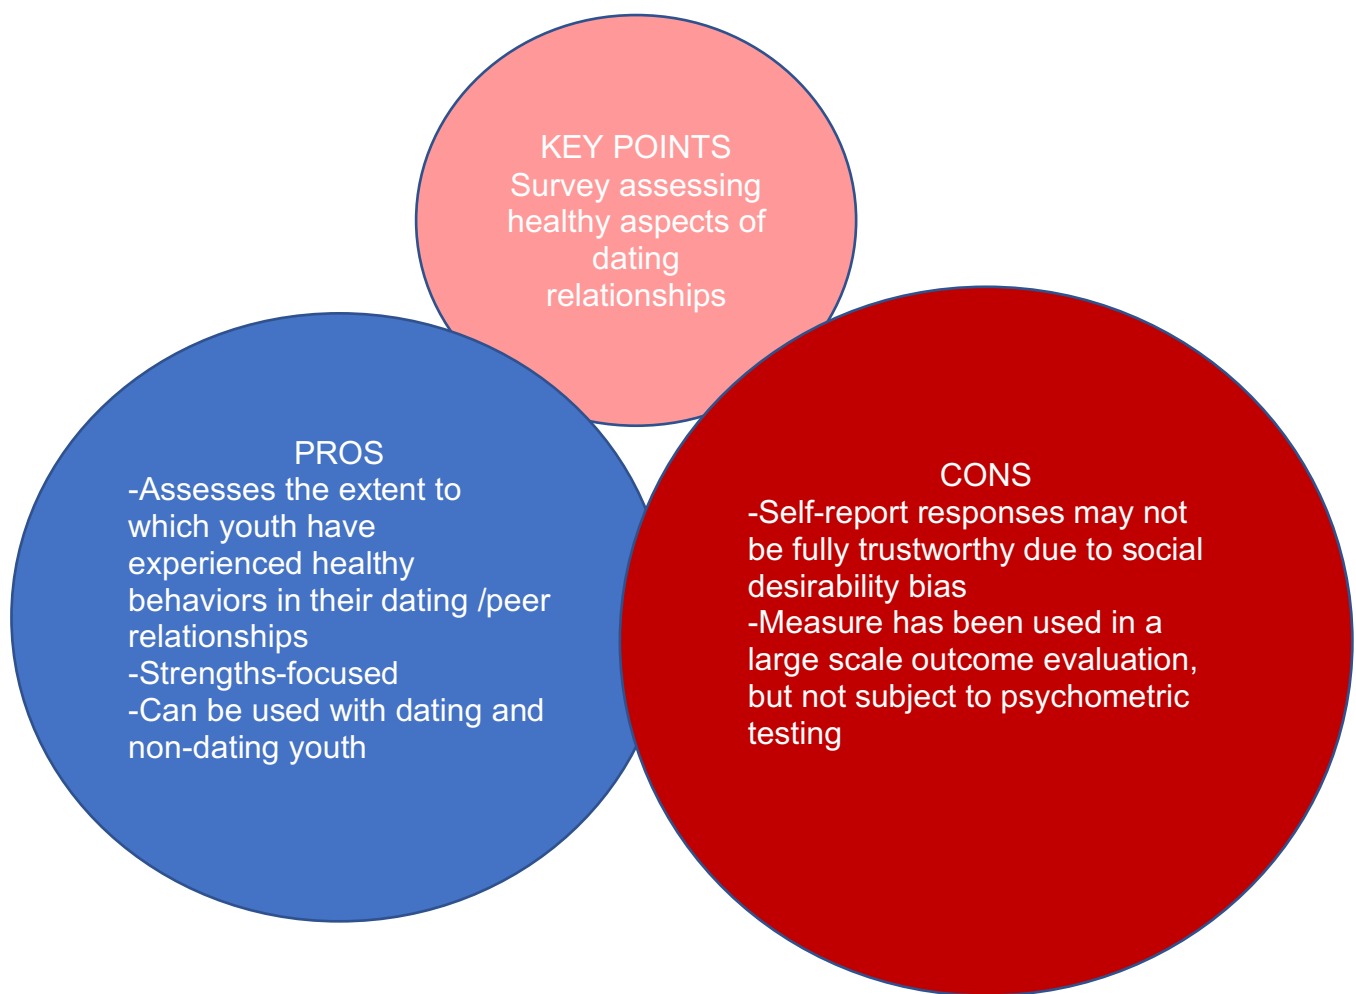 KEY POINTS
Survey assessing
healthy aspects of
dating
relationships
PROS
-Assesses the extent to
which youth have
experienced healthy
behaviors in their dating /peer
relationships
-Strengths-focused
-Can be used with dating and
non-dating youth
CONS
-Self-report responses may not
be fully trustworthy due to social
desirability bias
-Measure has been used in a
large scale outcome evaluation,
but not subject to psychometric
testing